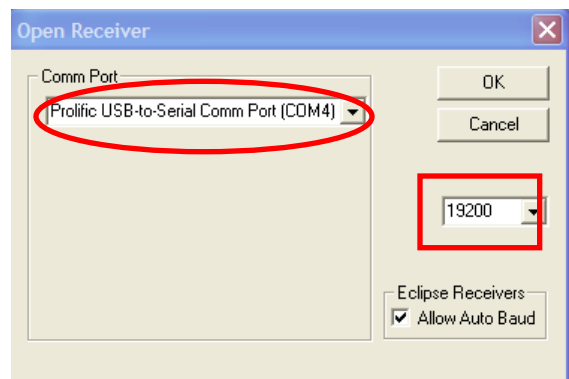 Open Receiver
Comm Port
Prolific USB-to-Serial Comm Port (COM4)
OK
Cancel
19200
Eclipse Receivers
Allow Auto Baud